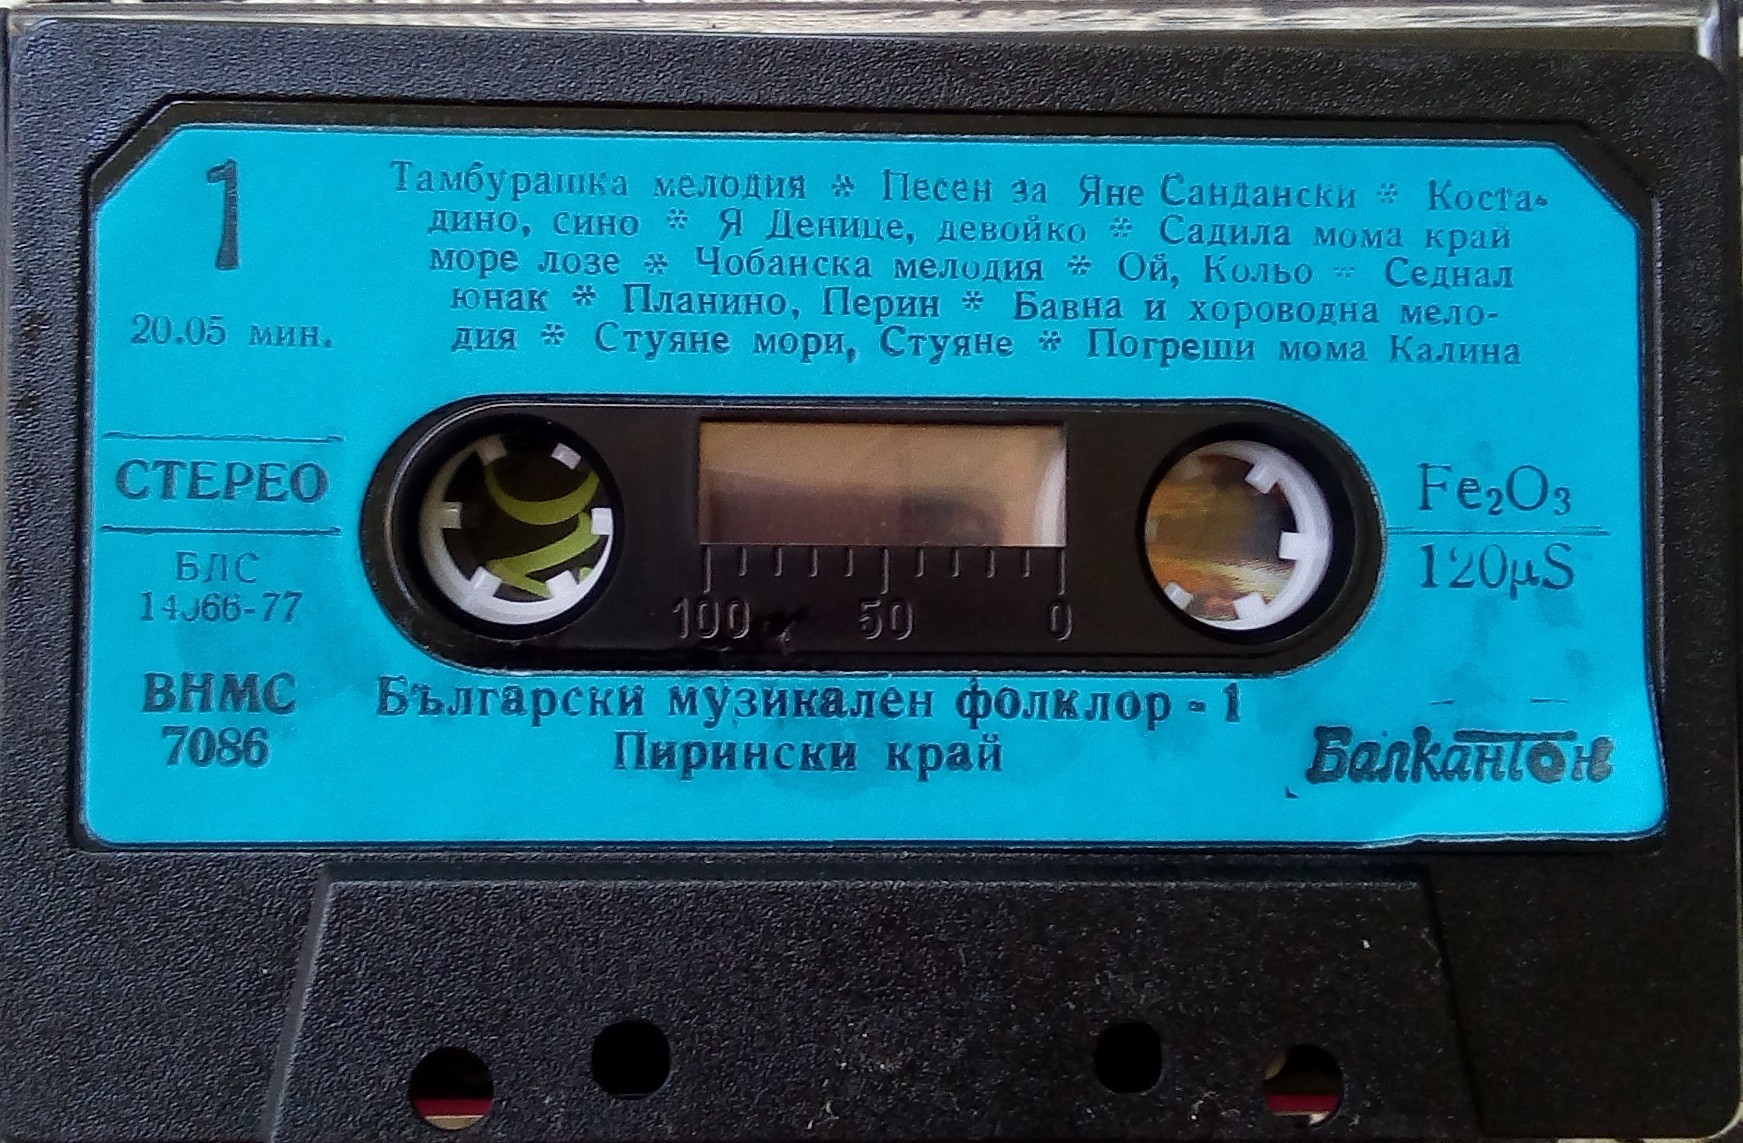 1
Тамбурашка мелодия * Песен за Яне Сандански * Коста-
дино, сино * Я Денице, девойко * Садила мома край
море лозе * Чобанска мелодия * Ой, Кольо * Седнал
юнак * Планино, Перин * Бавна и хороводна мело-
дия * Стуяне мори, Стуяне * Погреши мома Калина
20.05 мин.
СТЕРЕО
БДС
Fe₂O₃
120µS
100 50 0
ВНМС
7086
Български музикален фолклор - 1
Пирински край
Балкантон